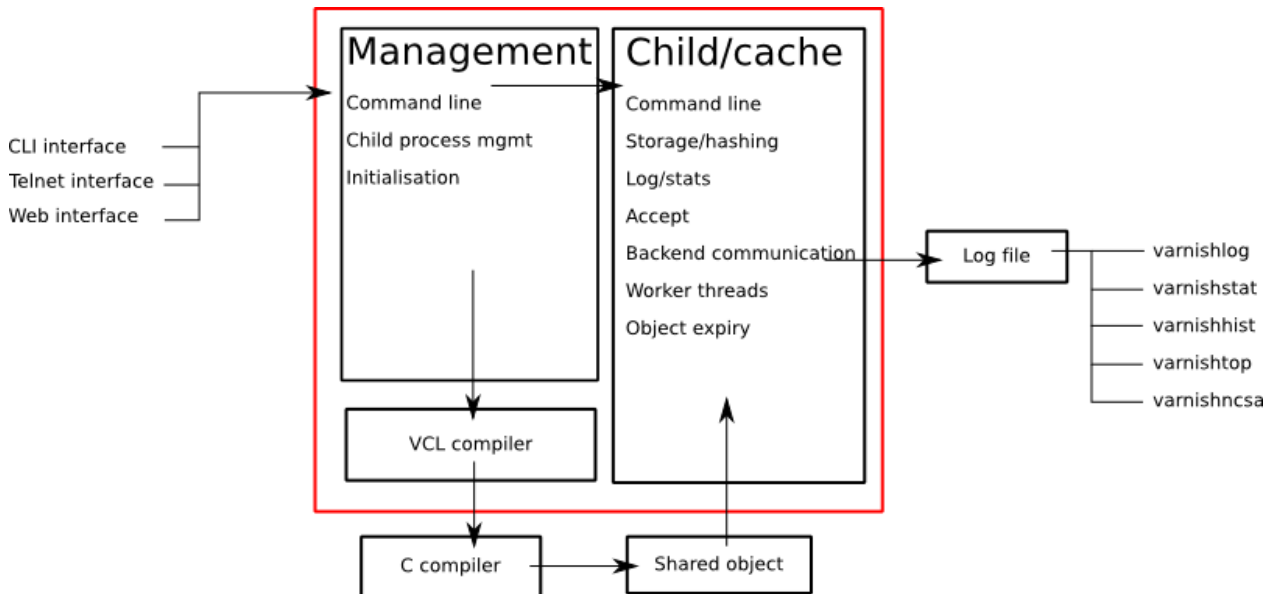 Management
Command line
Child process mgmt
Initialisation
Child/cache
Command line
Storage/hashing
Log/stats
Accept
Backend communication
Worker threads
Object expiry
CLI interface
Telnet interface
Web interface
Log file
varnishlog
varnishstat
varnishhist
varnishtop
varnishncsa
VCL compiler
C compiler
Shared object